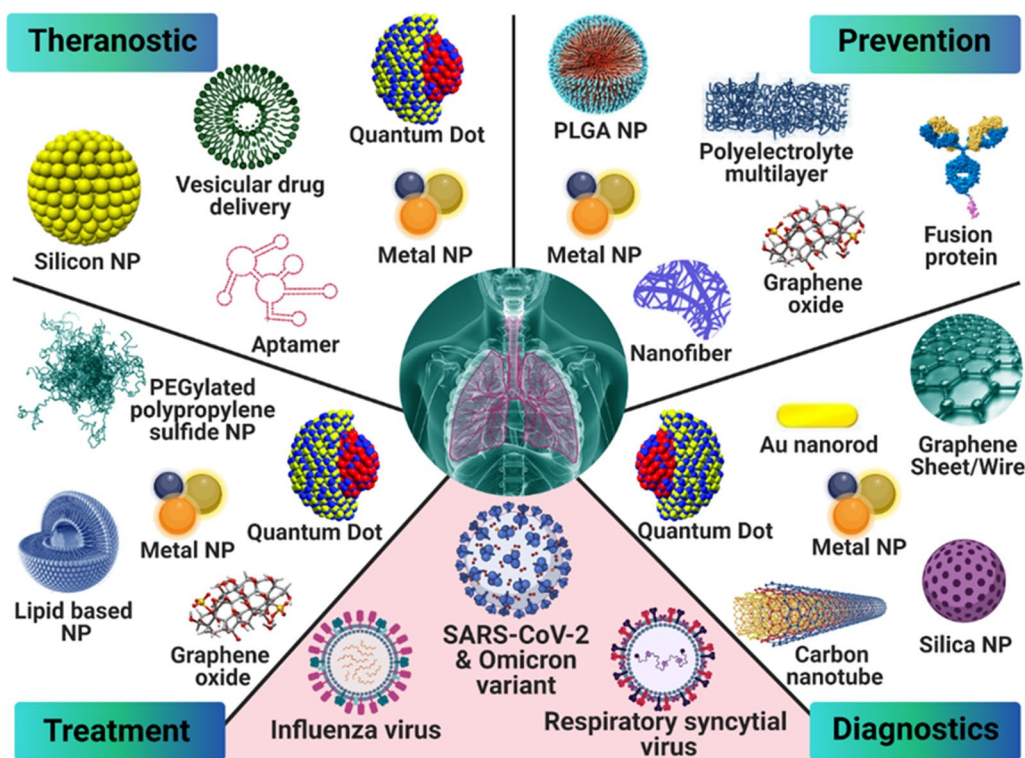 Theranostic
Quantum Dot
Vesicular drug
delivery
Silicon NP
Metal NP
Aptamer
Prevention
PLGA NP
Polyelectrolyte
multilayer
Metal NP
Graphene
oxide
Fusion
protein
Nanofiber
PEGylated
polypropylene
sulfide NP
Quantum Dot
Metal NP
Lipid based
NP
Graphene
oxide
Treatment
Au nanorod
Graphene
Sheet/Wire
Quantum Dot
Metal NP
Silica NP
Carbon
nanotube
Diagnostics
SARS-CoV-2
& Omicron
variant
Influenza virus
Respiratory syncytial
virus